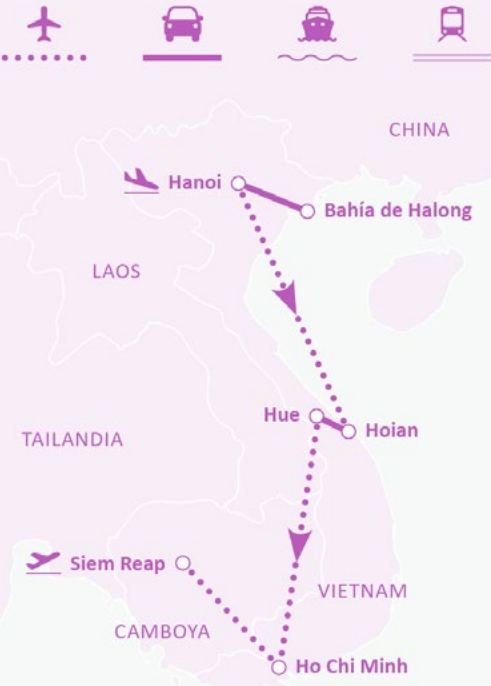 CHINA
Hanoi
Bahía de Halong
LAOS
Hue
Hoian
TAILANDIA
Siem Reap
VIETNAM
CAMBOYA
Ho Chi Minh